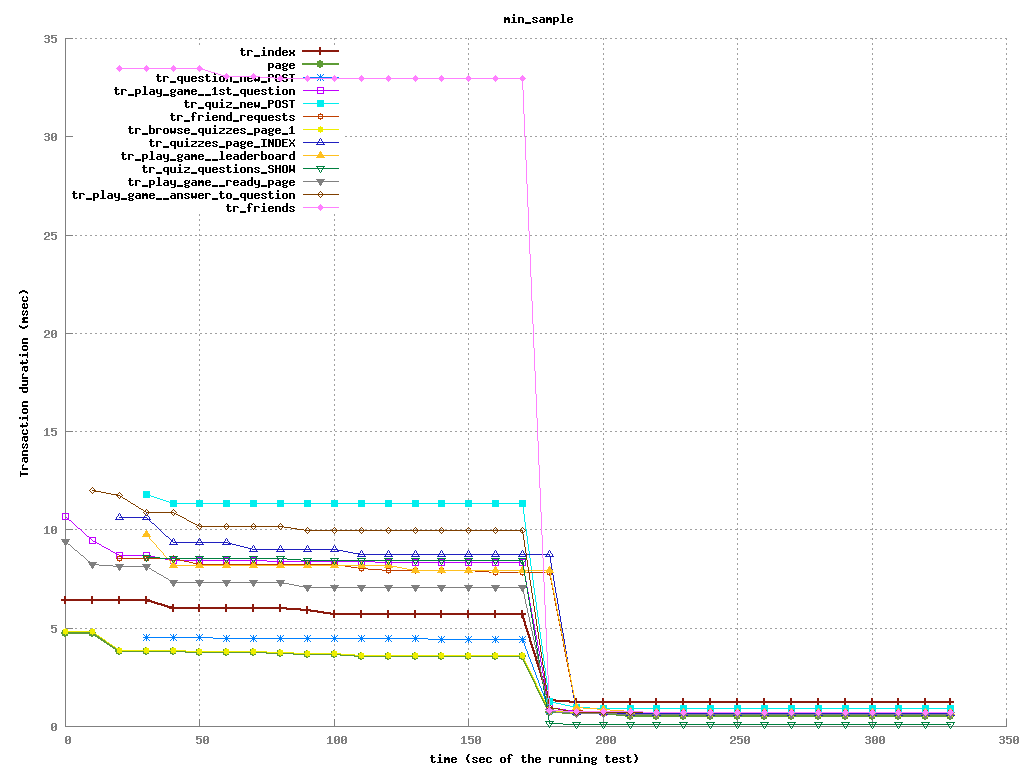 min_sample
35
30
25
20
15
10
5
0
Transaction duration (msec)
tr_index
page
tr_question_new_POST
tr_play_game__1st_question
tr_quiz_new_POST
tr_friend_requests
tr_browse_quizzes_page_1
tr_quizzes_page_INDEX
tr_play_game__leaderboard
tr_quiz_questions_SHOW
tr_play_game__ready_page
tr_play_game__answer_to_question
tr_friends
0 50 100 150 200 250 300 350
time (sec of the running test)